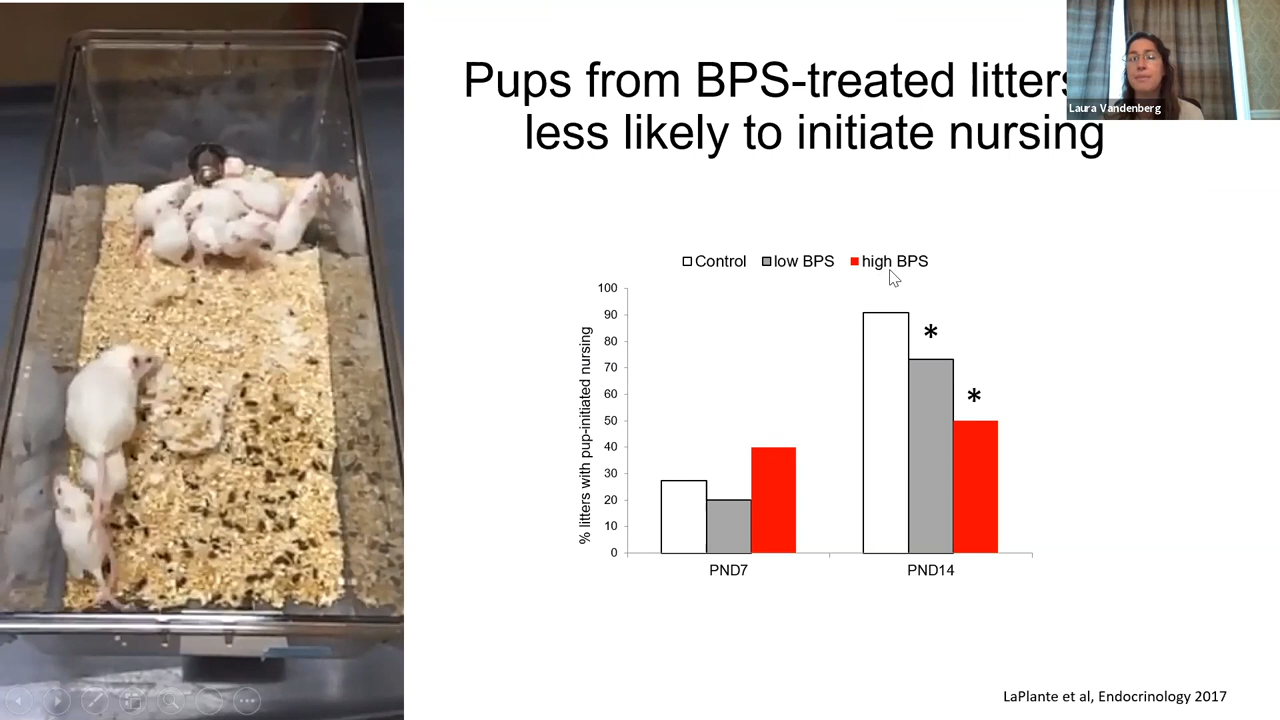 Pups from BPS-treated litters
less likely to initiate nursing
Laura Vandenberg
Control low BPS high BPS
% litters with pup-initiated nursing
100
90
80
70
60
50
40
30
20
10
0
*
*
PND7 PND14
LaPlante et al, Endocrinology 2017